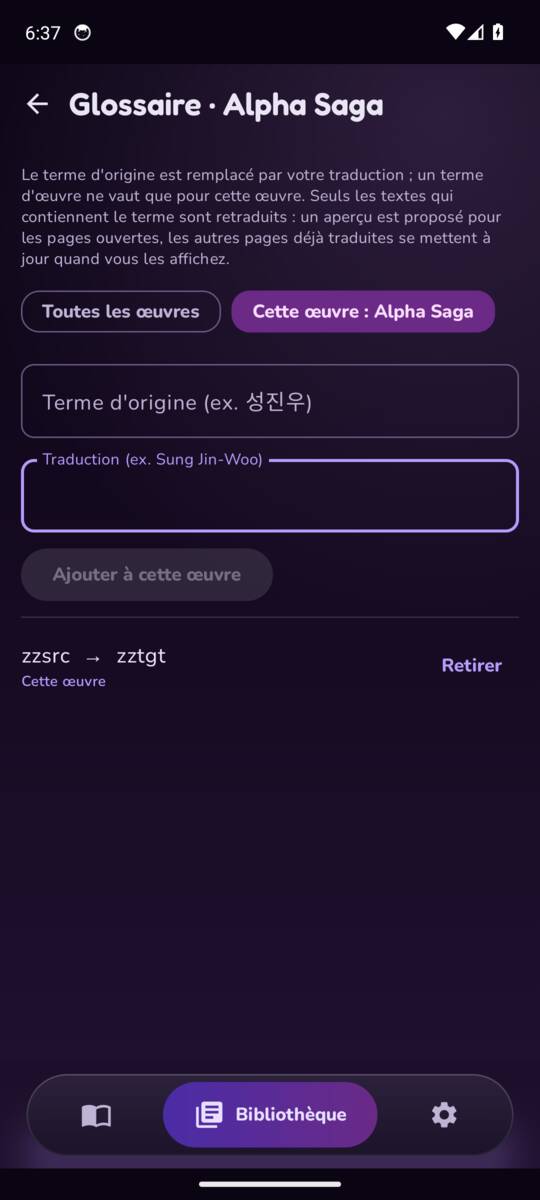 6:37
Glossaire · Alpha Saga
Le terme d'origine est remplacé par votre traduction ; un terme
d'œuvre ne vaut que pour cette œuvre. Seuls les textes qui
contiennent le terme sont retraduits : un aperçu est proposé pour
les pages ouvertes, les autres pages déjà traduites se mettent à
jour quand vous les affichez.
Toutes les œuvres
Cette œuvre : Alpha Saga
Terme d'origine (ex. 성진우)
Traduction (ex. Sung Jin-Woo)
Ajouter à cette œuvre
zzsrc → zztgt
Cette œuvre
Retirer
Bibliothèque